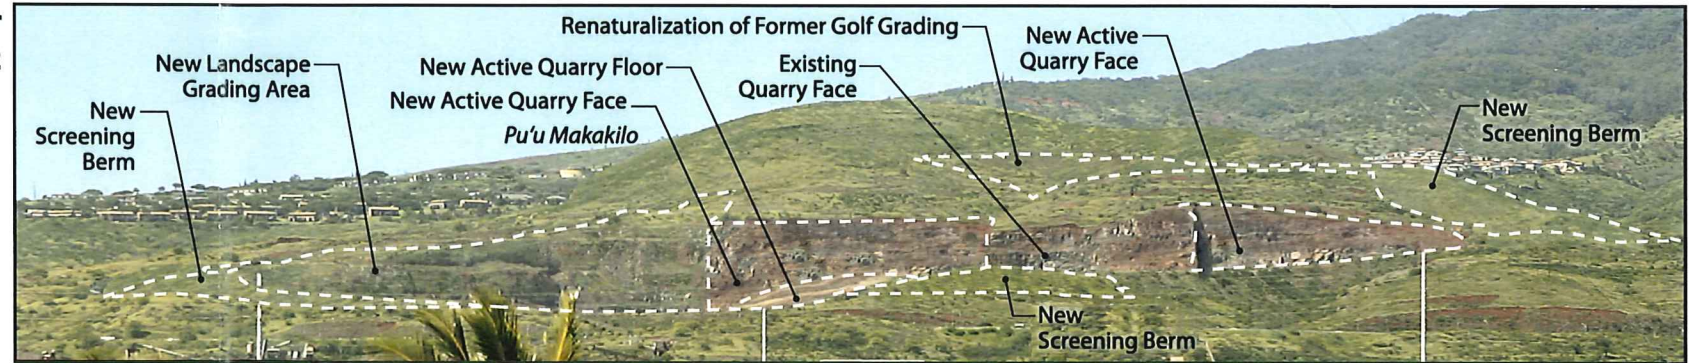 Renaturalization of Former Golf Grading
New Active
Quarry Face
New Landscape
Grading Area
New Active Quarry Floor
Existing
Quarry Face
New Active Quarry Face
Pu'u Makakilo
New
Screening
Berm
New
Screening Berm
New
Screening Berm